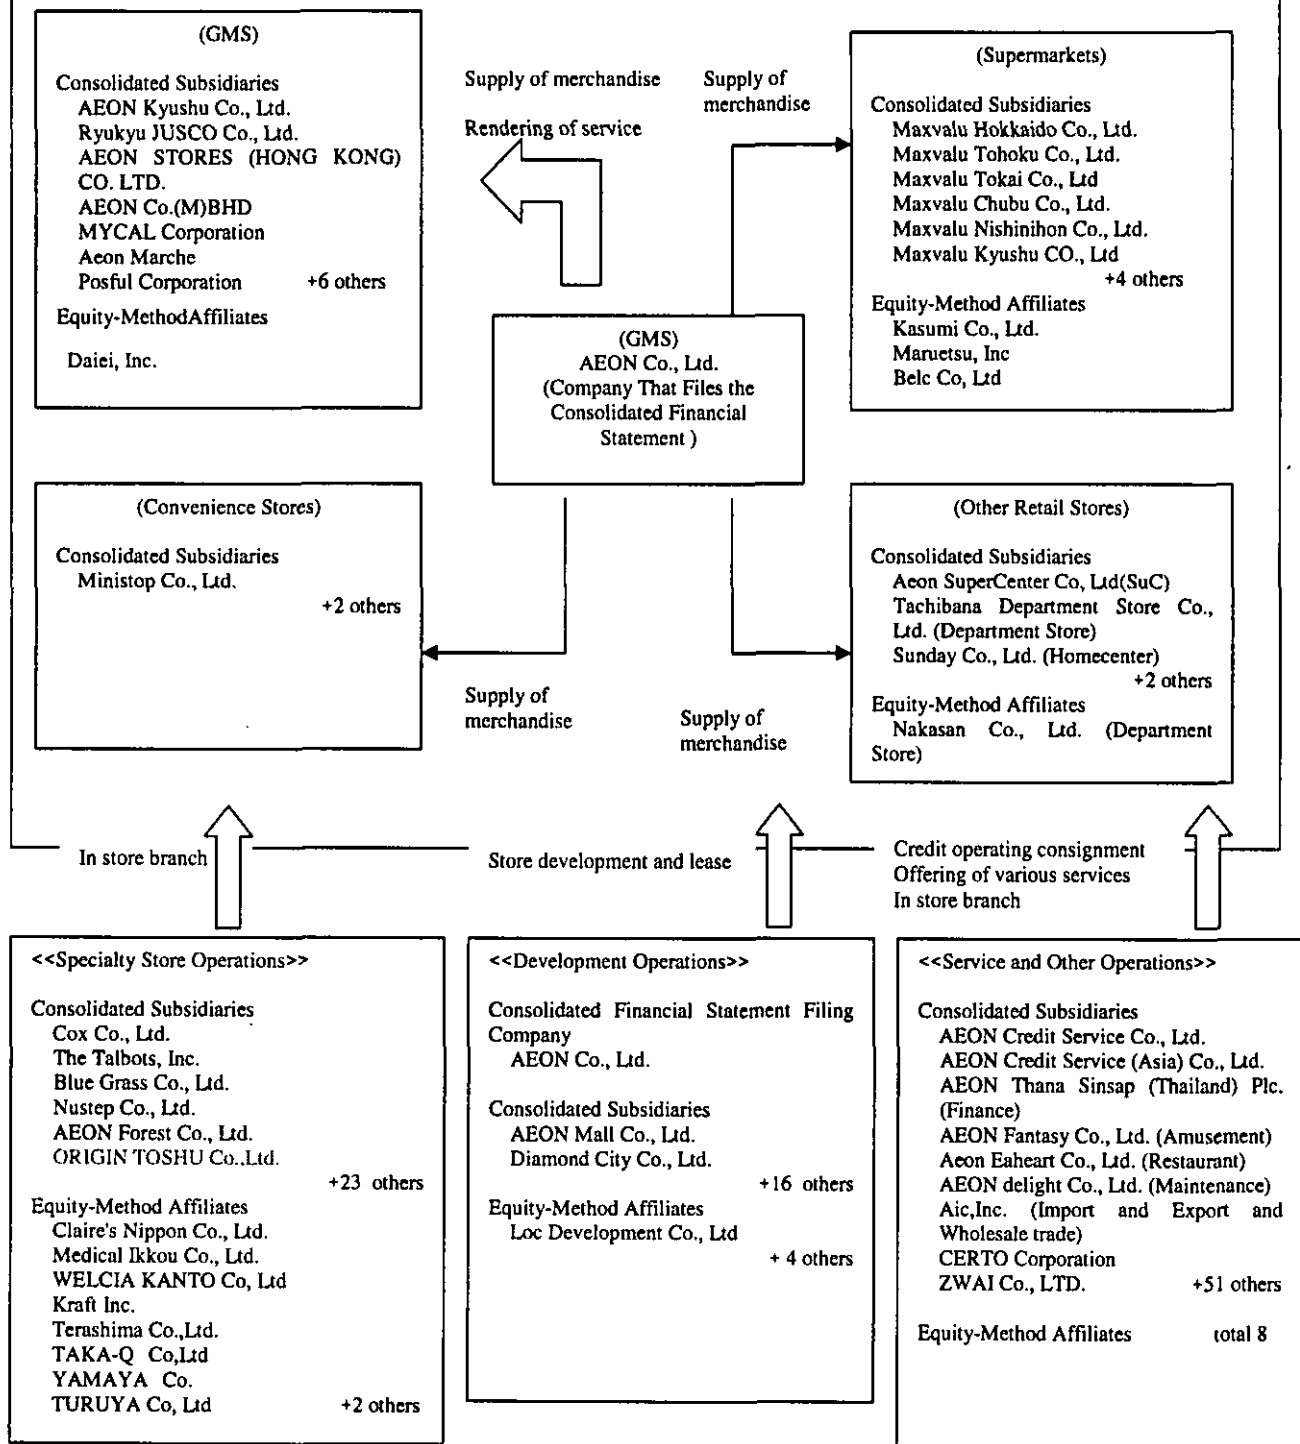 (GMS)
Consolidated Subsidiaries
AEON Kyushu Co., Ltd.
Ryukyu JUSCO Co., Ltd.
AEON STORES (HONG KONG)
CO. LTD.
AEON Co.(M)BHD
MYCAL Corporation
Aeon Marche
Posful Corporation +6 others
Equity-MethodAffiliates
Daiei, Inc.
Supply of merchandise
Rendering of service
Supply of
merchandise
(Supermarkets)
Consolidated Subsidiaries
Maxvalu Hokkaido Co., Ltd.
Maxvalu Tohoku Co., Ltd.
Maxvalu Tokai Co., Ltd
Maxvalu Chubu Co., Ltd.
Maxvalu Nishinihon Co., Ltd.
Maxvalu Kyushu CO., Ltd
+4 others
Equity-Method Affiliates
Kasumi Co., Ltd.
Maruetsu, Inc
Belc Co, Ltd
(GMS)
AEON Co., Ltd.
(Company That Files the
Consolidated Financial
Statement )
(Convenience Stores)
Consolidated Subsidiaries
Ministop Co., Ltd.
+2 others
Supply of
merchandise
Supply of
merchandise
(Other Retail Stores)
Consolidated Subsidiaries
Aeon SuperCenter Co, Ltd(SuC)
Tachibana Department Store Co.,
Ltd. (Department Store)
Sunday Co., Ltd. (Homecenter)
+2 others
Equity-Method Affiliates
Nakasan Co., Ltd. (Department
Store)
In store branch
Store development and lease
Credit operating consignment
Offering of various services
In store branch
<<Specialty Store Operations>>
Consolidated Subsidiaries
Cox Co., Ltd.
The Talbots, Inc.
Blue Grass Co., Ltd.
Nustep Co., Ltd.
AEON Forest Co., Ltd.
ORIGIN TOSHU Co.,Ltd.
+23 others
Equity-Method Affiliates
Claire's Nippon Co., Ltd.
Medical Ikkou Co., Ltd.
WELCIA KANTO Co, Ltd
Kraft Inc.
Terashima Co.,Ltd.
TAKA-Q Co,Ltd
YAMAYA Co.
TURUYA Co, Ltd +2 others
<<Development Operations>>
Consolidated Financial Statement Filing
Company
AEON Co., Ltd.
Consolidated Subsidiaries
AEON Mall Co., Ltd.
Diamond City Co., Ltd.
+16 others
Equity-Method Affiliates
Loc Development Co., Ltd
+ 4 others
<<Service and Other Operations>>
Consolidated Subsidiaries
AEON Credit Service Co., Ltd.
AEON Credit Service (Asia) Co., Ltd.
AEON Thana Sinsap (Thailand) Plc.
(Finance)
AEON Fantasy Co., Ltd. (Amusement)
Aeon Eaheart Co., Ltd. (Restaurant)
AEON delight Co., Ltd. (Maintenance)
Aic,Inc. (Import and Export and
Wholesale trade)
CERTO Corporation
ZWAI Co., LTD. +51 others
Equity-Method Affiliates total 8